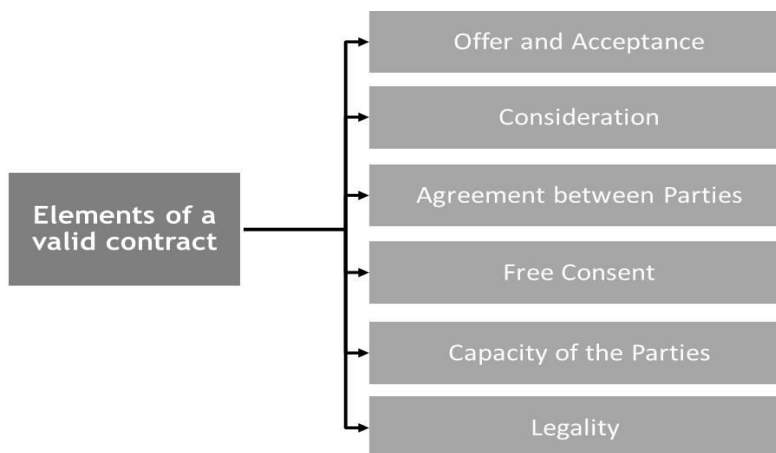 Elements of a
valid contract
Offer and Acceptance
Consideration
Agreement between Parties
Free Consent
Capacity of the Parties
Legality